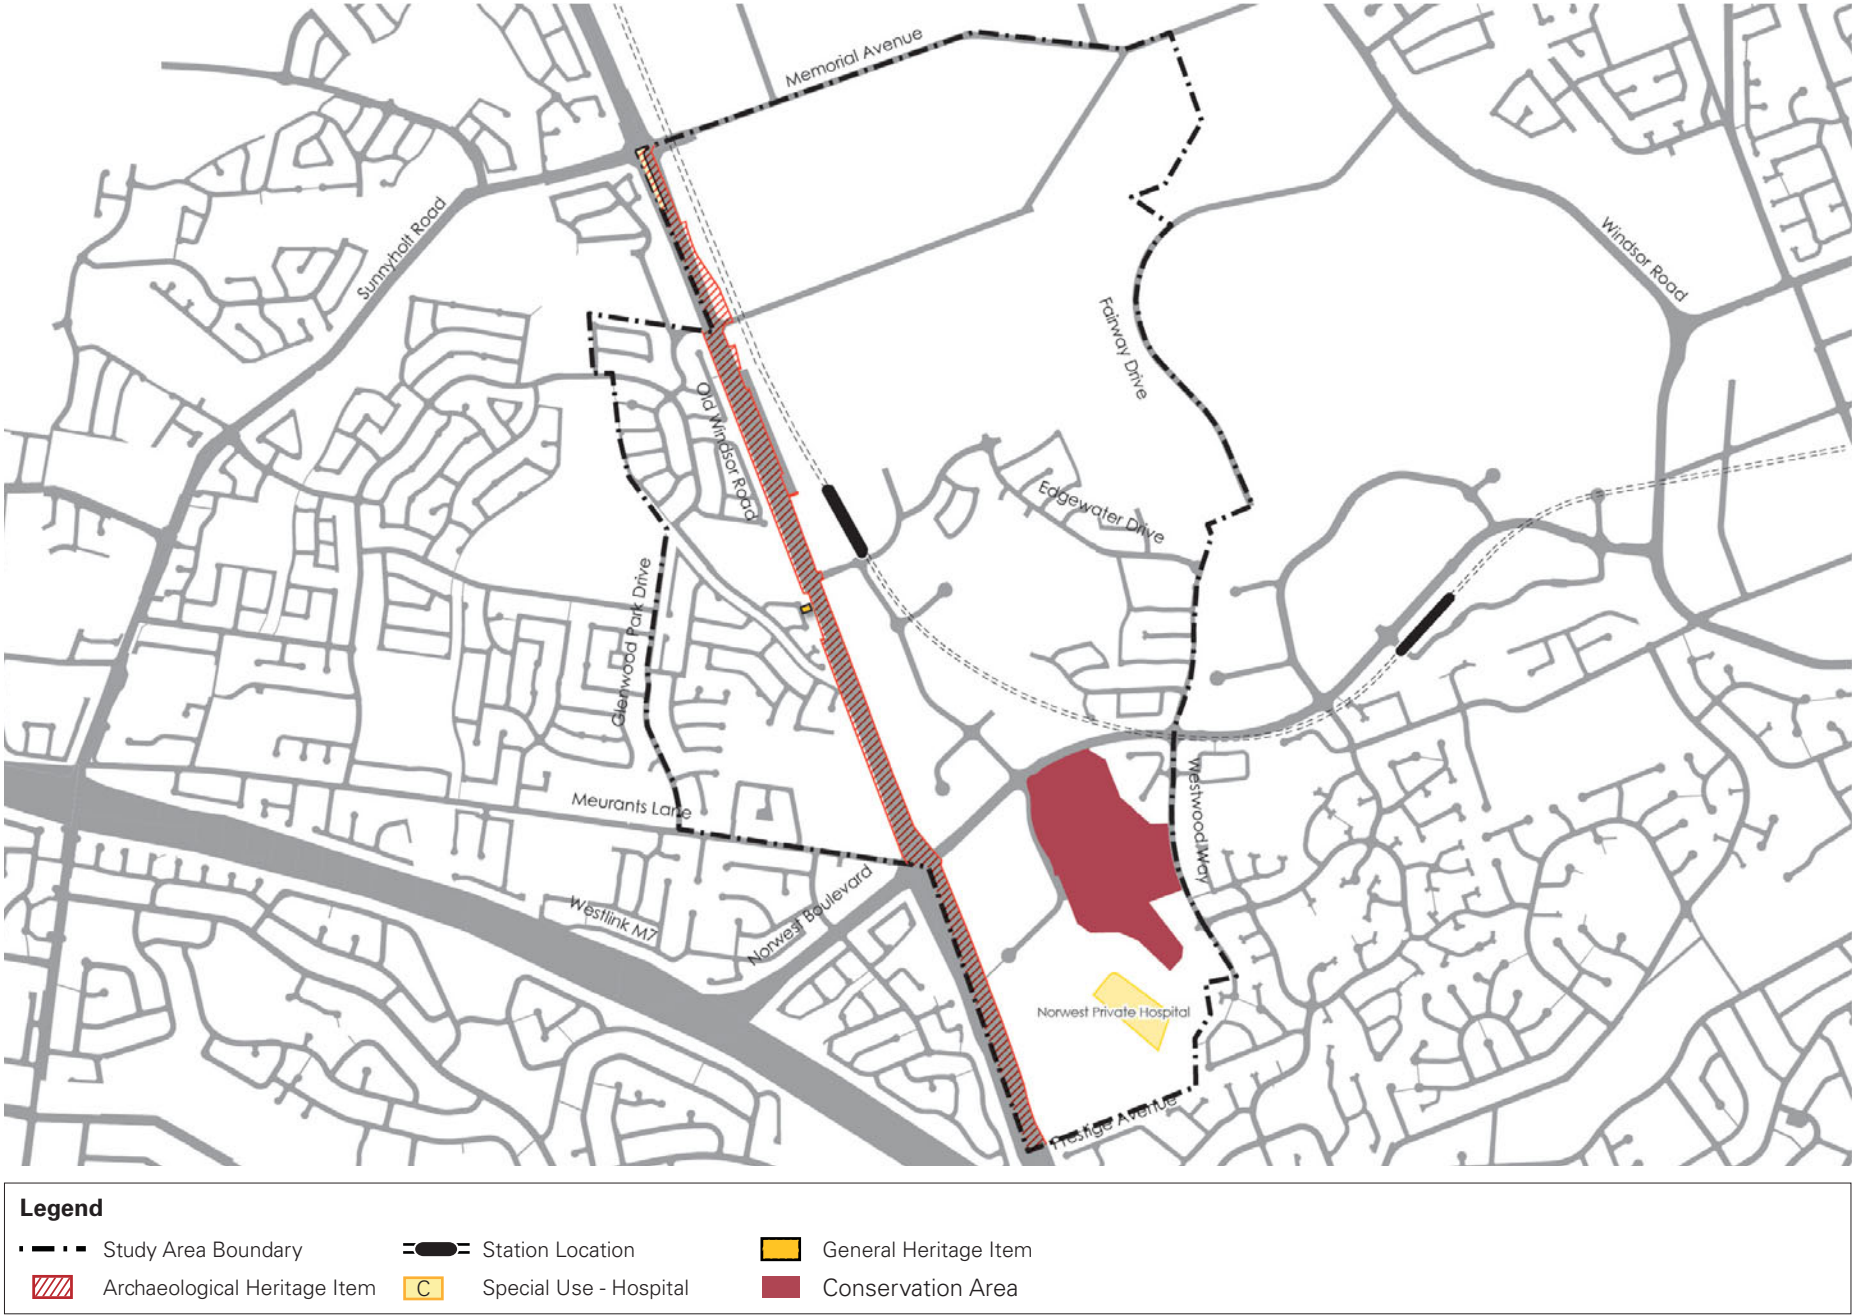 Memorial Avenue
Sunnyholt Road
Windsor Road
Fairway Drive
Old Windsor Road
Edgewater Drive
Glenwood Park Drive
Meurants Lane
Westwood Way
Westlink M7
Norwest Boulevard
Norwest Private Hospital
Prestige Avenue
Legend
Study Area Boundary
Station Location
General Heritage Item
Archaeological Heritage Item
C
Special Use - Hospital
Conservation Area